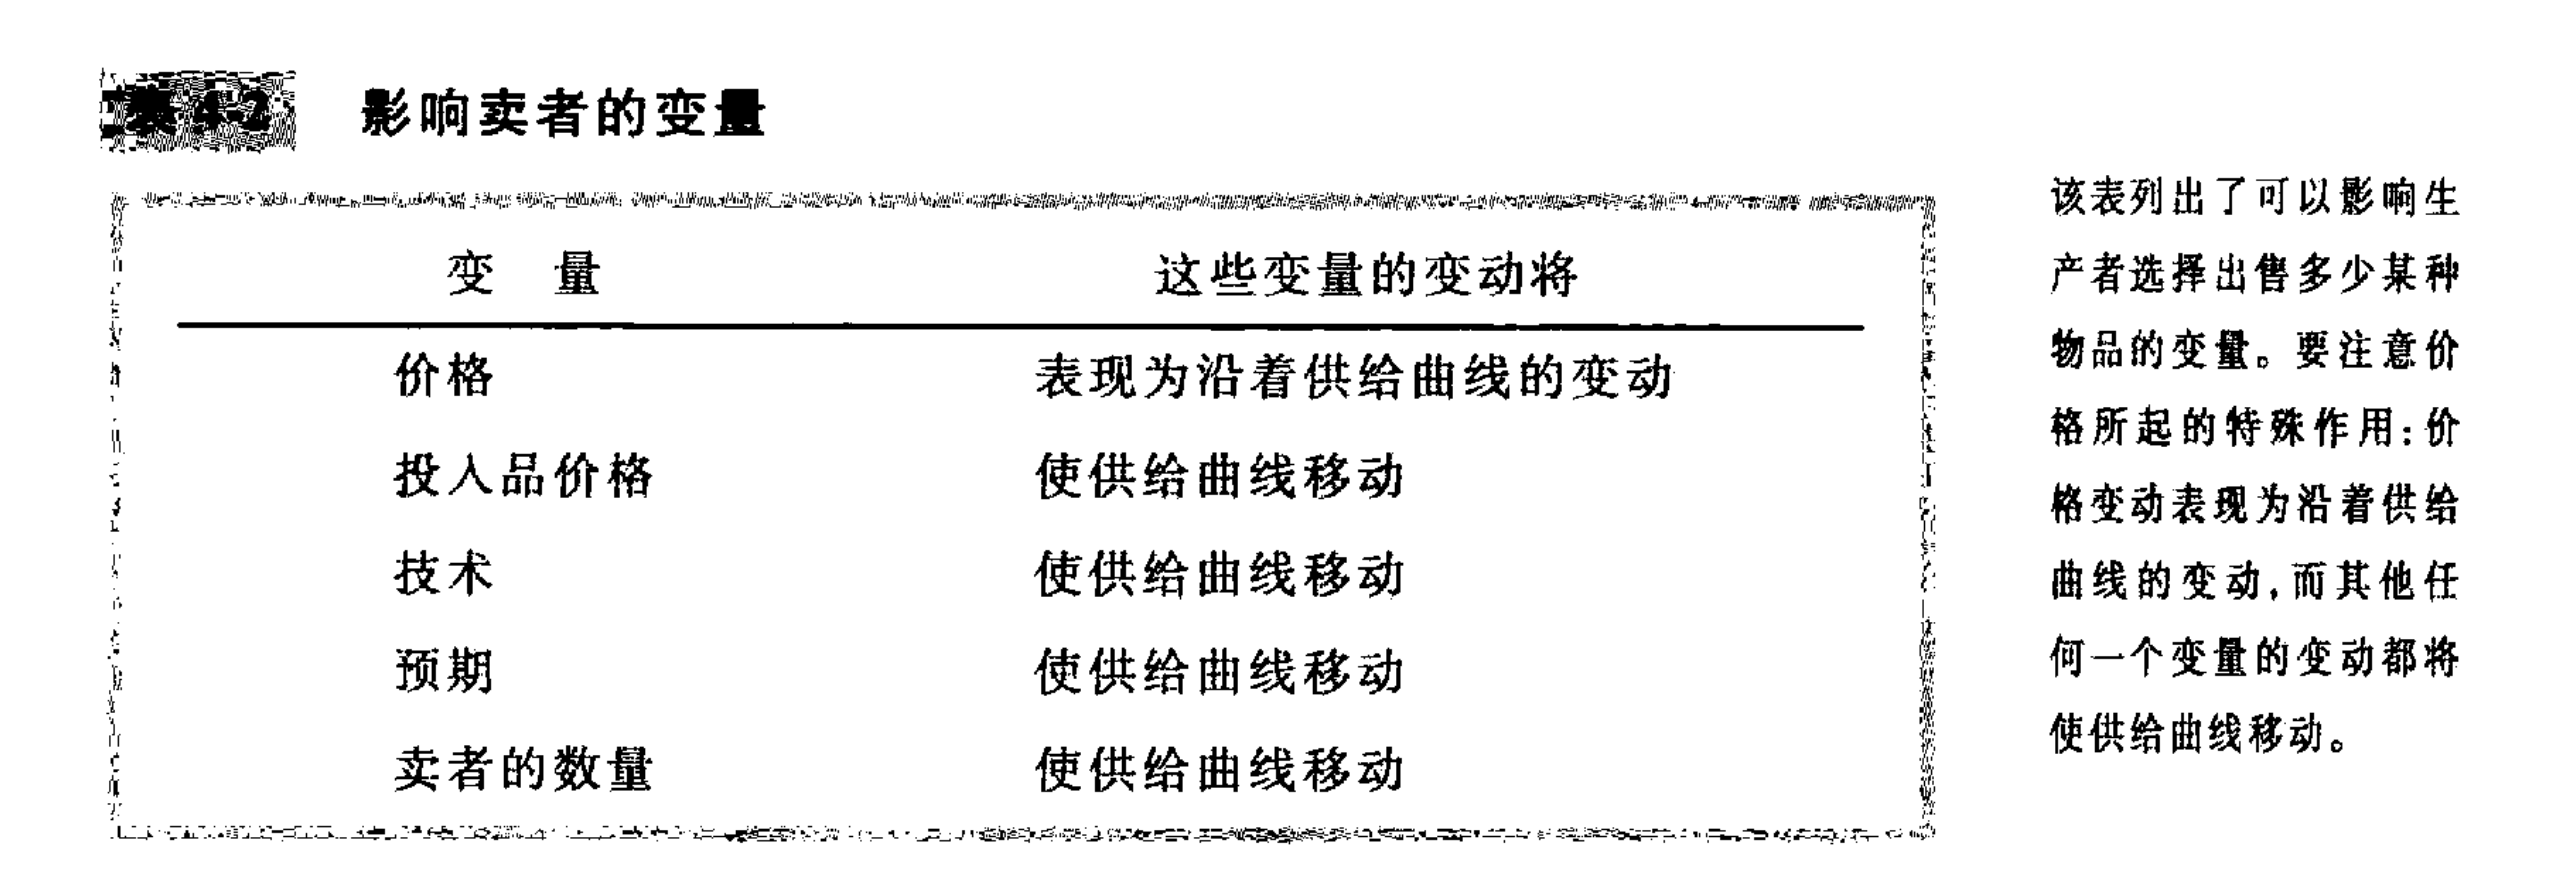 表 4-2 影响卖者的变量
变 量 这些变量的变动将
价格 表现为沿着供给曲线的变动
投入品价格 使供给曲线移动
技术 使供给曲线移动
预期 使供给曲线移动
卖者的数量 使供给曲线移动
该表列出了可以影响生
产者选择出售多少某种
物品的变量。要注意价
格所起的特殊作用:价
格变动表现为沿着供给
曲线的变动,而其他任
何一个变量的变动都将
使供给曲线移动。